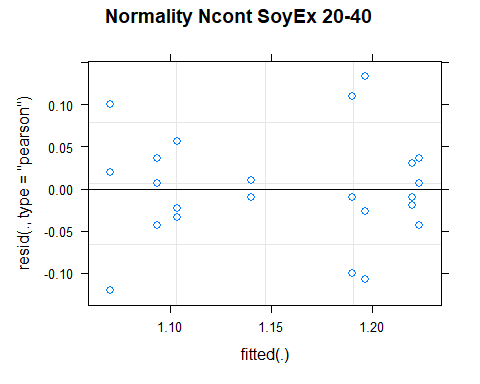 Normality Ncont SoyEx 20-40
resid(., type = "pearson")
0.10
0.05
0.00
-0.05
-0.10
1.10 1.15 1.20
fitted(.)